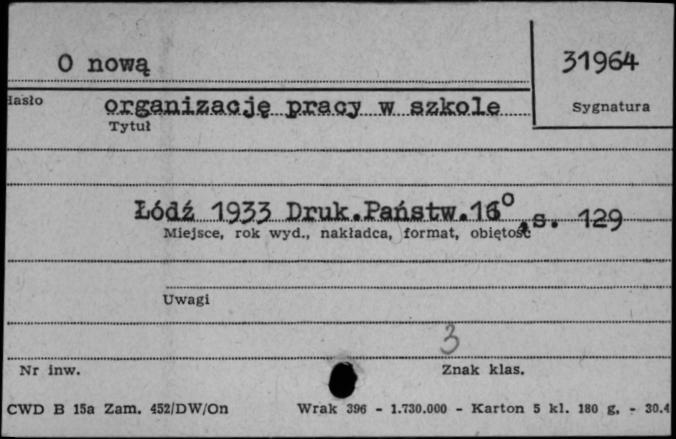 O nową
31964
Hasło
organizację pracy w szkole
Sygnatura
Tytuł
Łódź 1933 Druk.Państw.16°,s. 129
Miejsce, rok wyd., nakładca, format, objętość
Uwagi
3
Nr inw.
Znak klas.
CWD B 15a Zam. 452/DW/On Wrak 396 - 1.730.000 - Karton 5 kl. 180 g. - 30.4